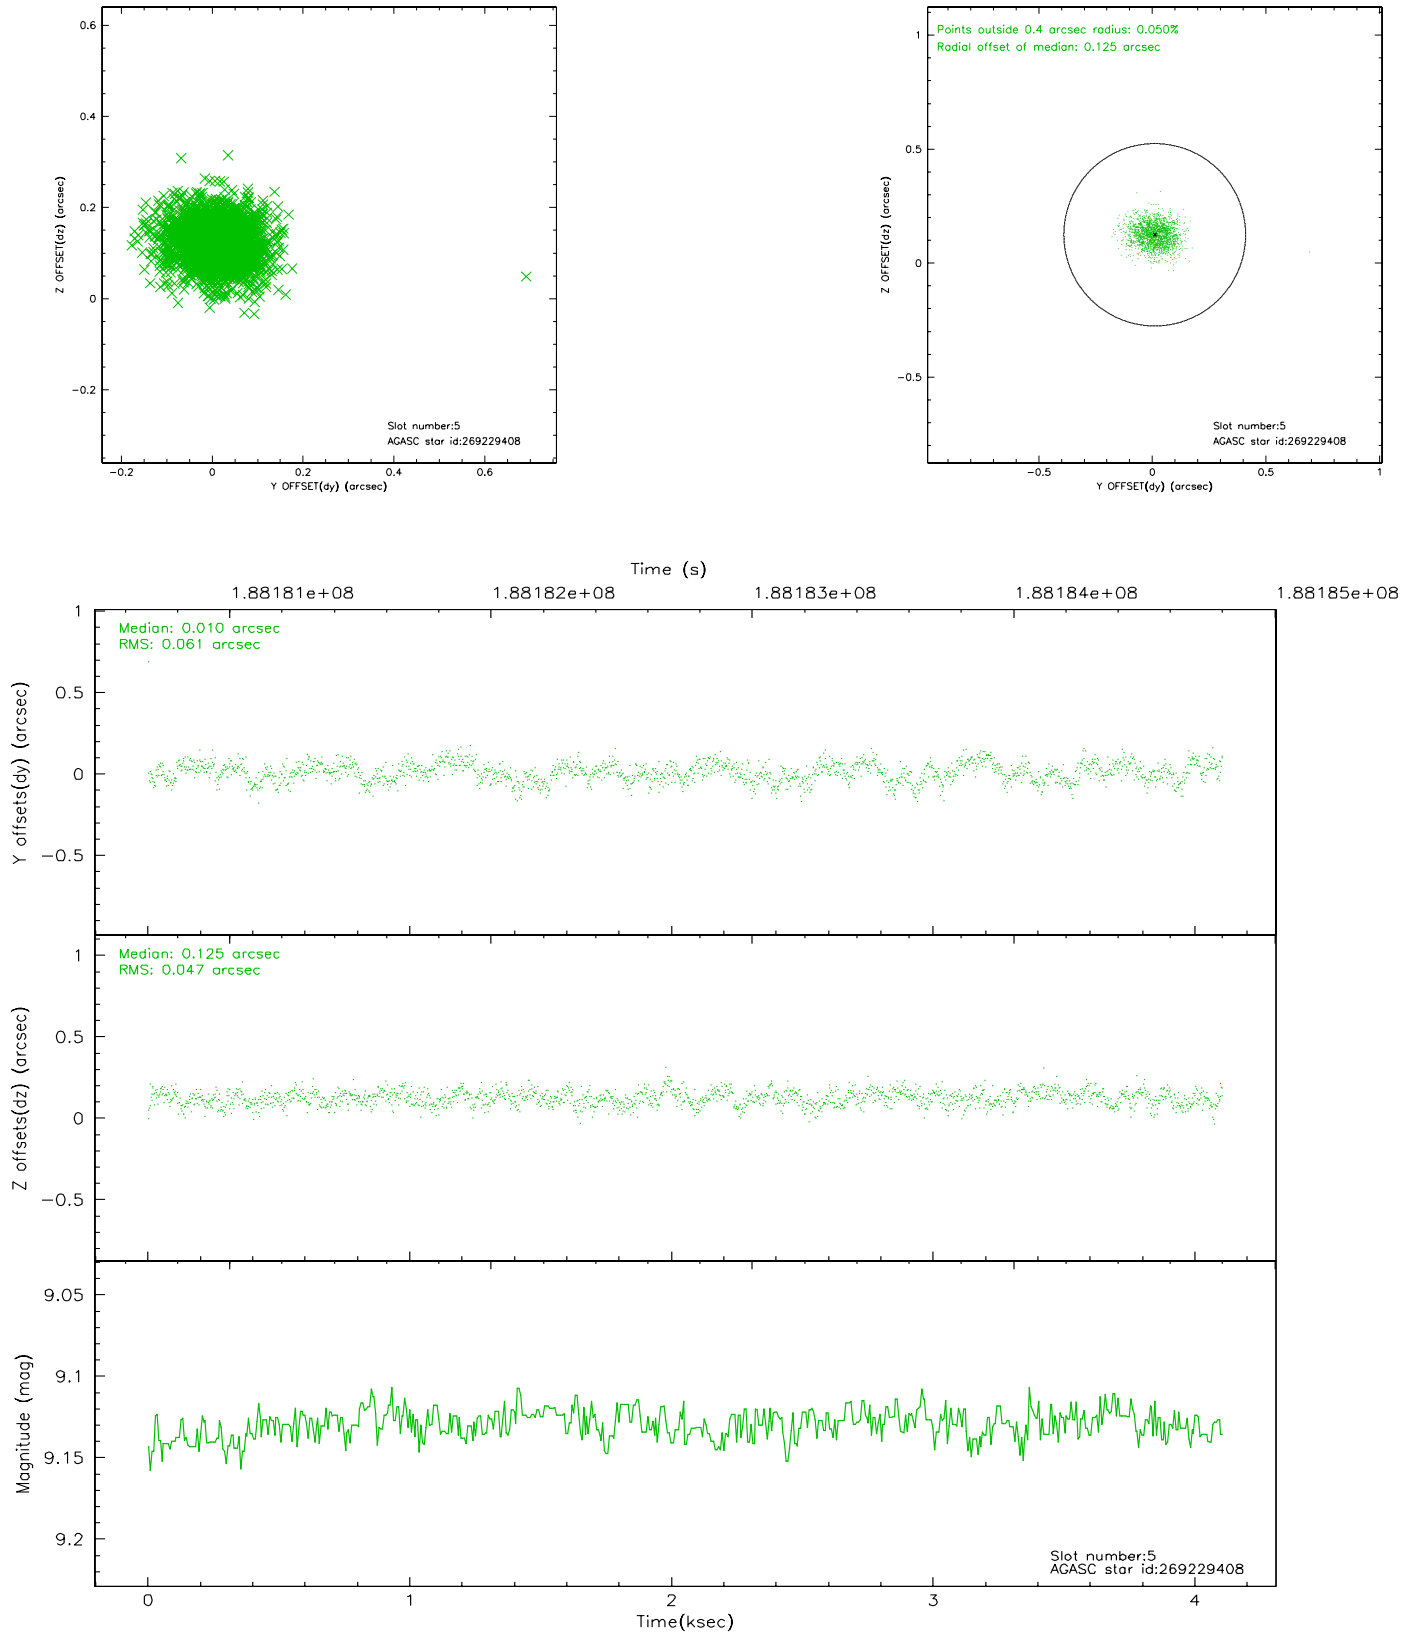 0.6
0.4
0.2
0
−0.2
Z OFFSET(dz) (arcsec)
Slot number:5
AGASC star id:269229408
−0.2 0 0.2 0.4 0.6
Y OFFSET(dy) (arcsec)
Points outside 0.4 arcsec radius: 0.050%
Radial offset of median: 0.125 arcsec
1
0.5
0
−0.5
Z OFFSET(dz) (arcsec)
Slot number:5
AGASC star id:269229408
−0.5 0 0.5 1
Y OFFSET(dy) (arcsec)
Time (s)
1.88181e+08 1.88182e+08 1.88183e+08 1.88184e+08 1.88185e+08
Median: 0.010 arcsec
RMS: 0.061 arcsec
1
0.5
0
−0.5
Y offsets(dy) (arcsec)
Median: 0.125 arcsec
RMS: 0.047 arcsec
1
0.5
0
−0.5
Z offsets(dz) (arcsec)
9.05
9.1
9.15
9.2
Magnitude (mag)
Slot number:5
AGASC star id:269229408
0 1 2 3 4
Time(ksec)